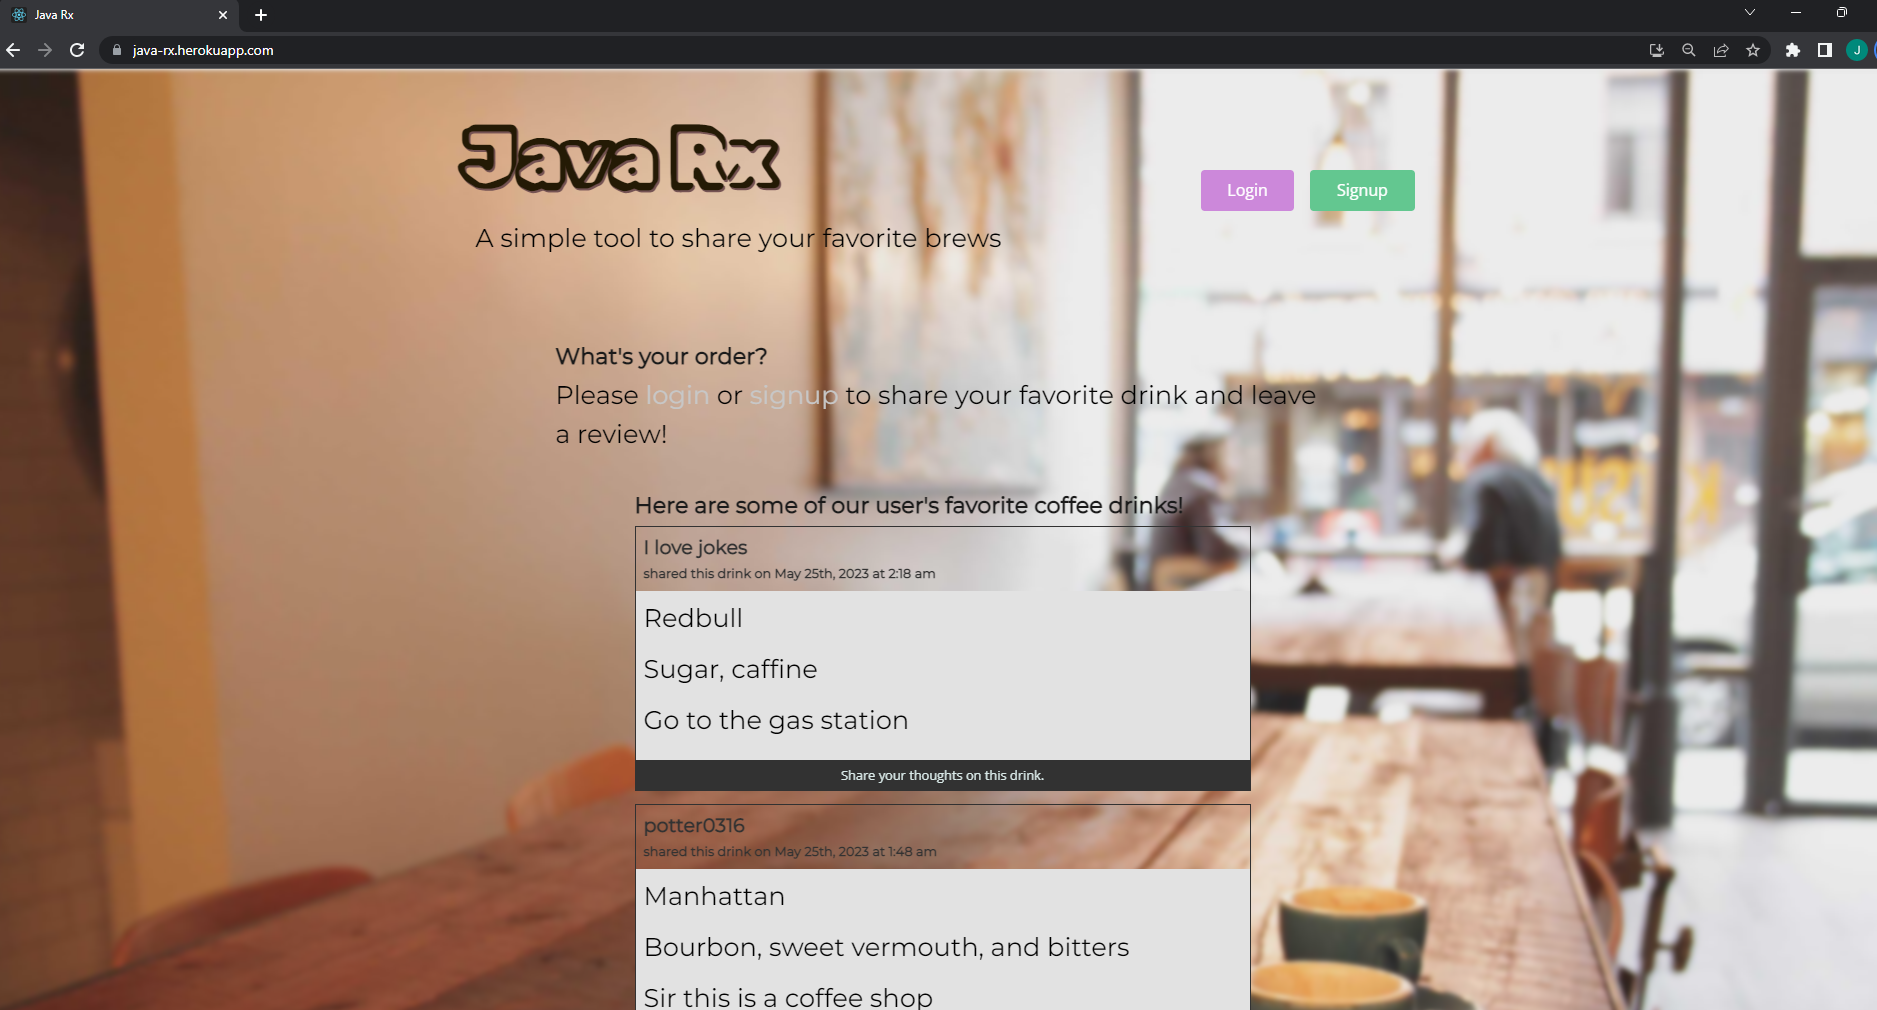 Java Rx
java-rx.herokuapp.com
J
Java Rx
Login
Signup
A simple tool to share your favorite brews
What's your order?
Please login or signup to share your favorite drink and leave
a review!
Here are some of our user's favorite coffee drinks!
I love jokes
shared this drink on May 25th, 2023 at 2:18 am
Redbull
Sugar, caffine
Go to the gas station
Share your thoughts on this drink.
potter0316
shared this drink on May 25th, 2023 at 1:48 am
Manhattan
Bourbon, sweet vermouth, and bitters
Sir this is a coffee shop